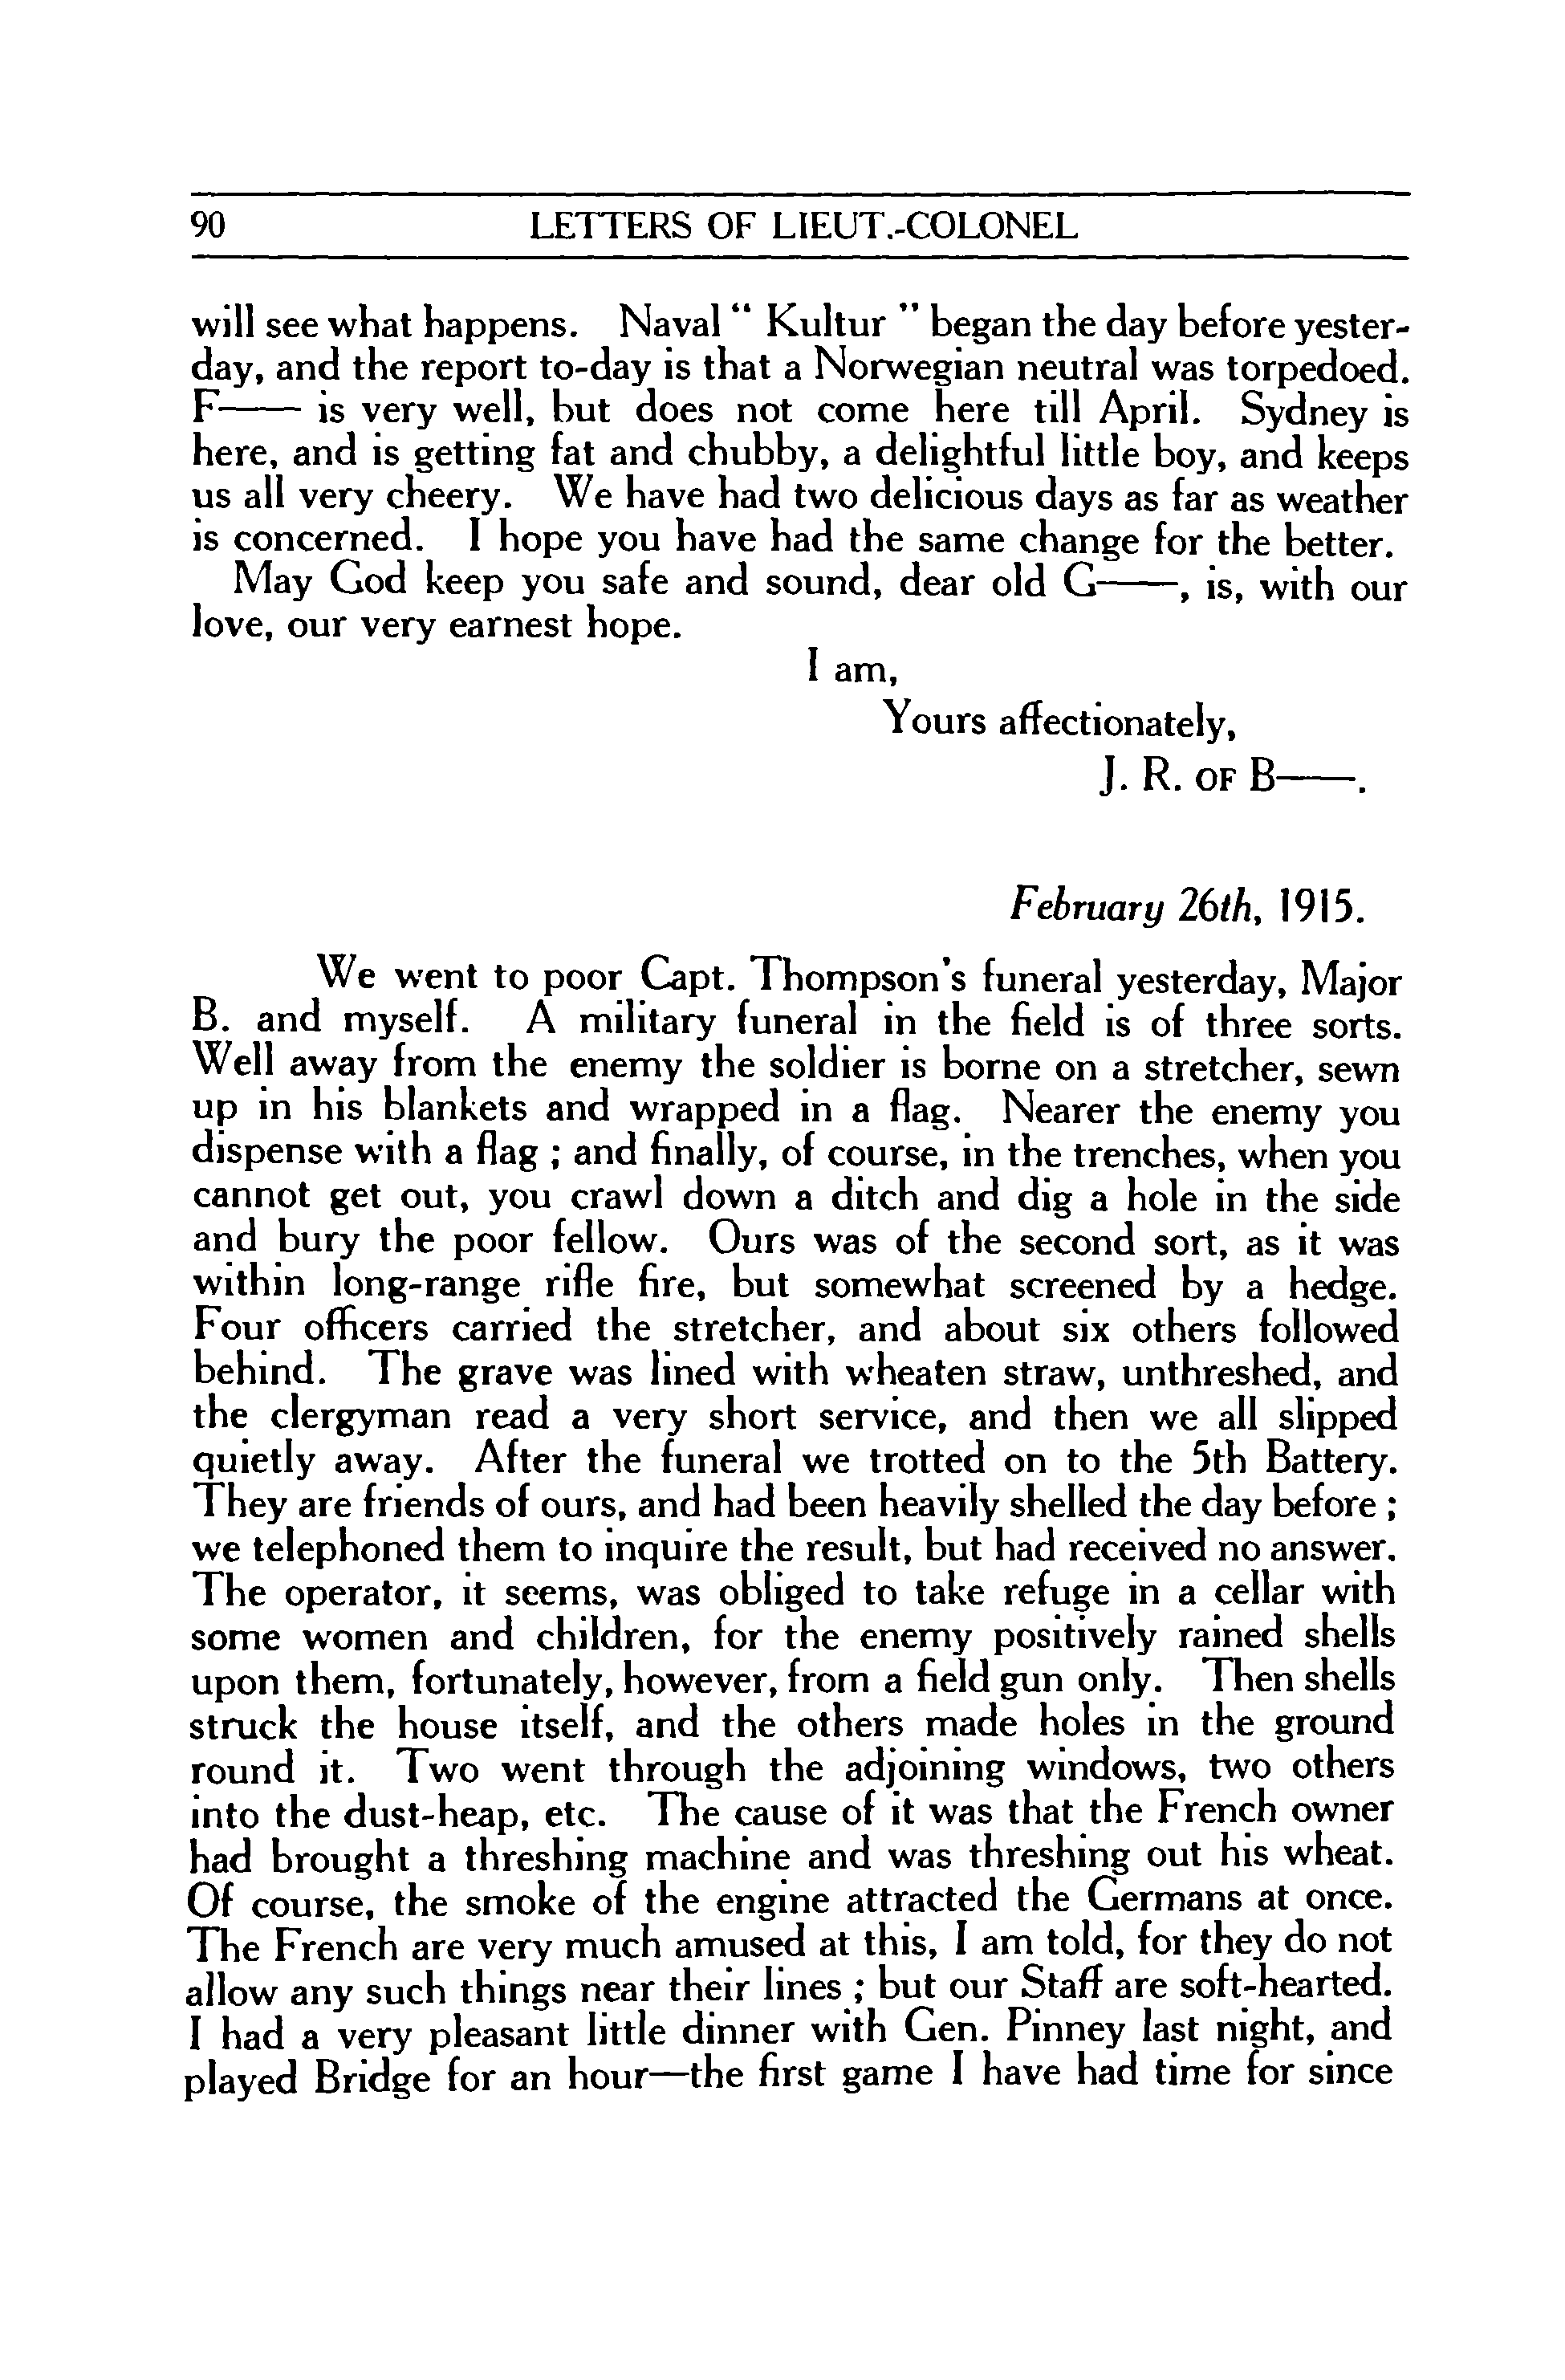 90 LETTERS OF LIEUT.-COLONEL
will see what happens. Naval “ Kultur ” began the day before yester-
day, and the report to-day is that a Norwegian neutral was torpedoed.
F—— is very well, but does not come here till April. Sydney is
here, and is getting fat and chubby, a delightful little boy, and keeps
us all very cheery. We have had two delicious days as far as weather
is concerned. I hope you have had the same change for the better.
May God keep you safe and sound, dear old G——, is, with our
love, our very earnest hope.
I am,
Yours affectionately,
J. R. OF B——.
February 26th, 1915.
We went to poor Capt. Thompson's funeral yesterday, Major
B. and myself. A military funeral in the field is of three sorts.
Well away from the enemy the soldier is borne on a stretcher, sewn
up in his blankets and wrapped in a flag. Nearer the enemy you
dispense with a flag ; and finally, of course, in the trenches, when you
cannot get out, you crawl down a ditch and dig a hole in the side
and bury the poor fellow. Ours was of the second sort, as it was
within long-range rifle fire, but somewhat screened by a hedge.
Four officers carried the stretcher, and about six others followed
behind. The grave was lined with wheaten straw, unthreshed, and
the clergyman read a very short service, and then we all slipped
quietly away. After the funeral we trotted on to the 5th Battery.
They are friends of ours, and had been heavily shelled the day before ;
we telephoned them to inquire the result, but had received no answer.
The operator, it seems, was obliged to take refuge in a cellar with
some women and children, for the enemy positively rained shells
upon them, fortunately, however, from a field gun only. Then shells
struck the house itself, and the others made holes in the ground
round it. Two went through the adjoining windows, two others
into the dust-heap, etc. The cause of it was that the French owner
had brought a threshing machine and was threshing out his wheat.
Of course, the smoke of the engine attracted the Germans at once.
The French are very much amused at this, I am told, for they do not
allow any such things near their lines ; but our Staff are soft-hearted.
I had a very pleasant little dinner with Gen. Pinney last night, and
played Bridge for an hour—the first game I have had time for since